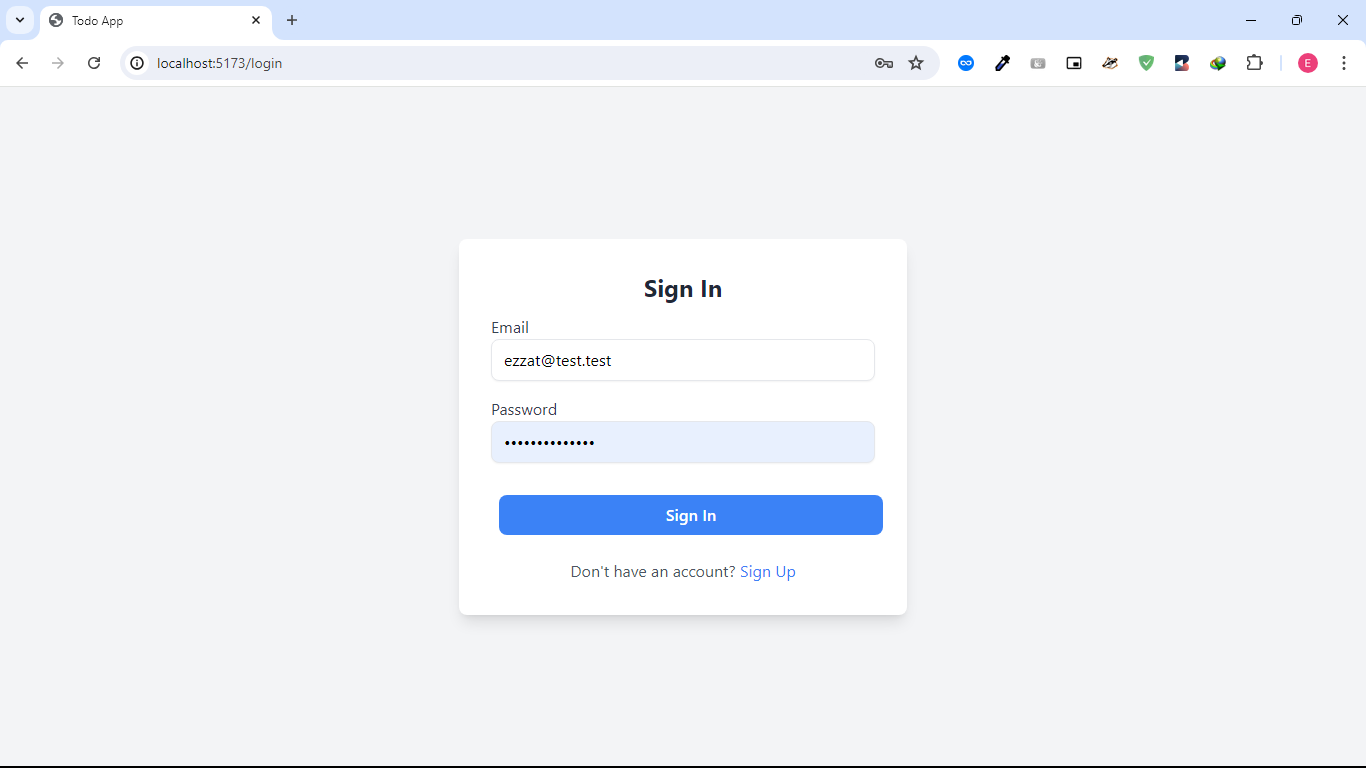 Todo App
localhost:5173/login
E
Sign In
Email
ezzat@test.test
Password
••••••••••••••
Sign In
Don't have an account? Sign Up